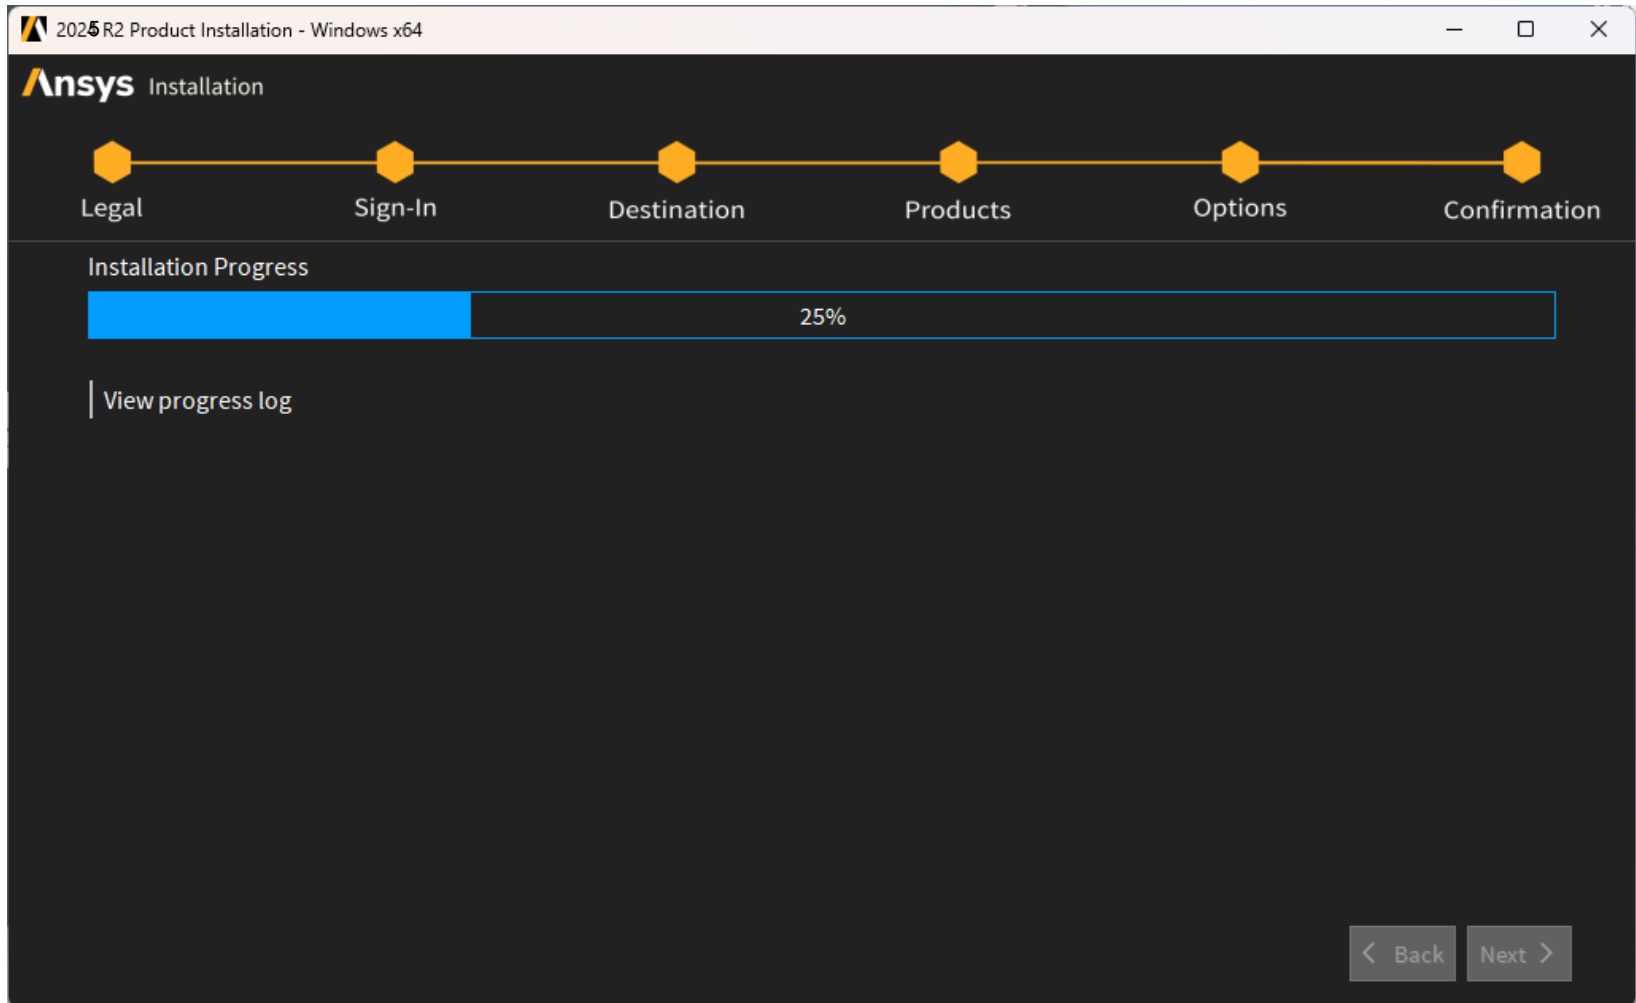 2025 R2 Product Installation - Windows x64
Ansys Installation
Legal Sign-In Destination Products Options Confirmation
Installation Progress
25%
View progress log
Back Next